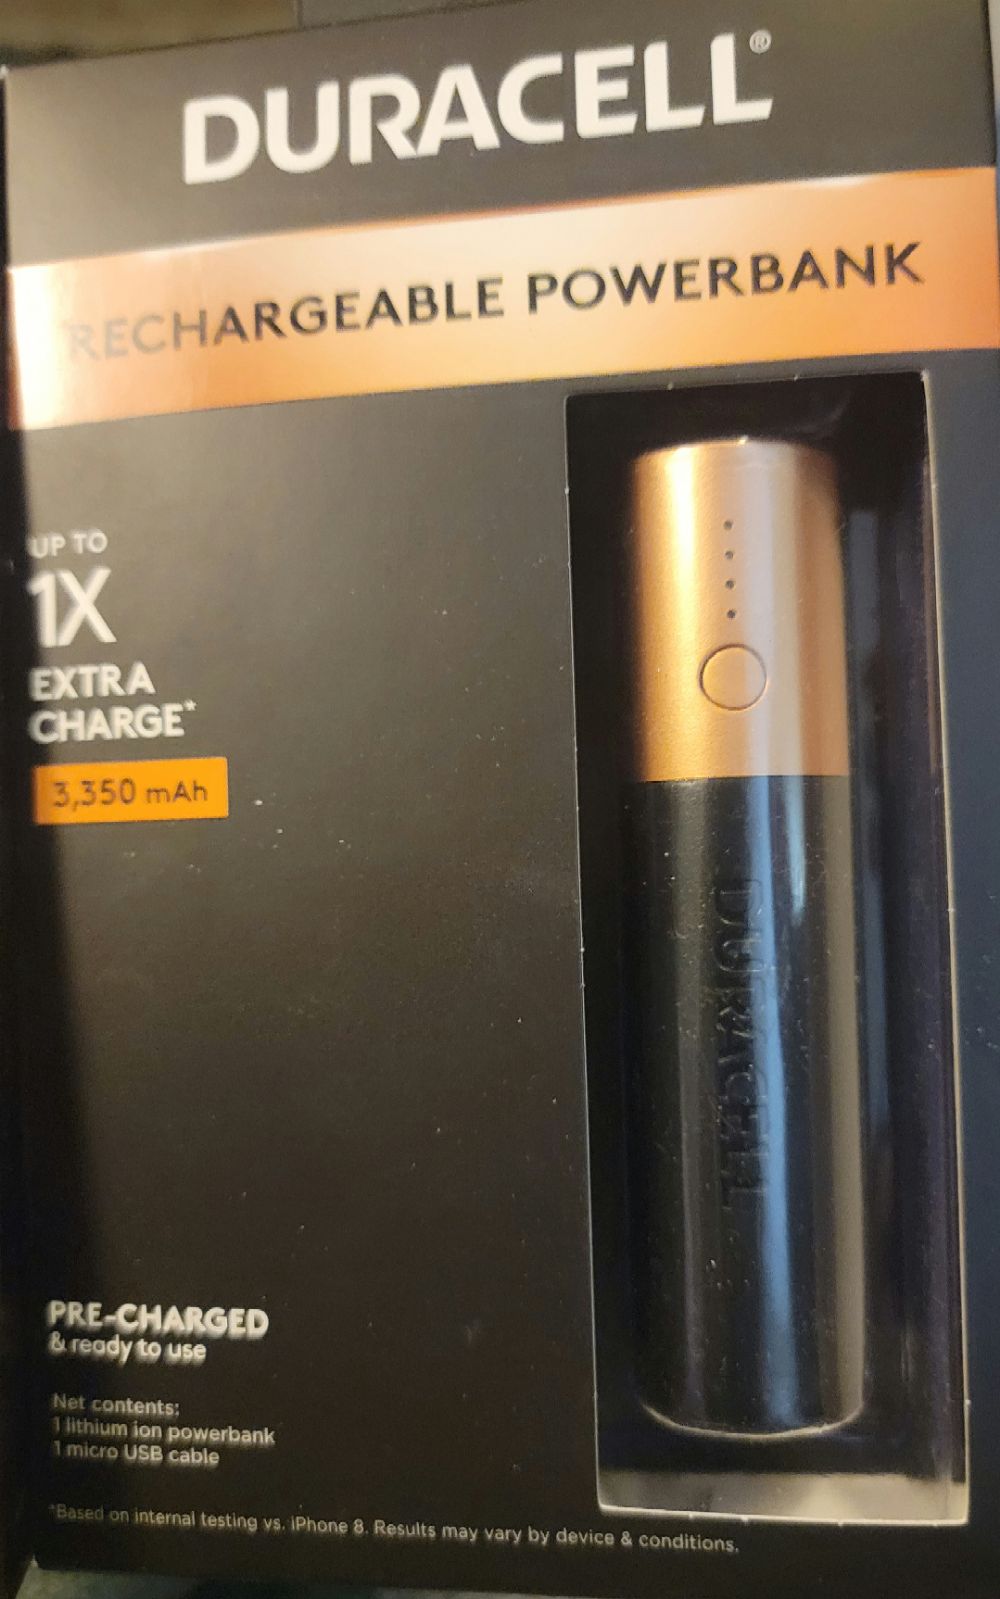 DURACELL®
RECHARGEABLE POWERBANK
UP TO
1X
EXTRA
CHARGE*
3,350 mAh
DURACELL
PRE-CHARGED
& ready to use
Net contents:
1 lithium ion powerbank
1 micro USB cable
*Based on internal testing vs. iPhone 8. Results may vary by device & conditions.